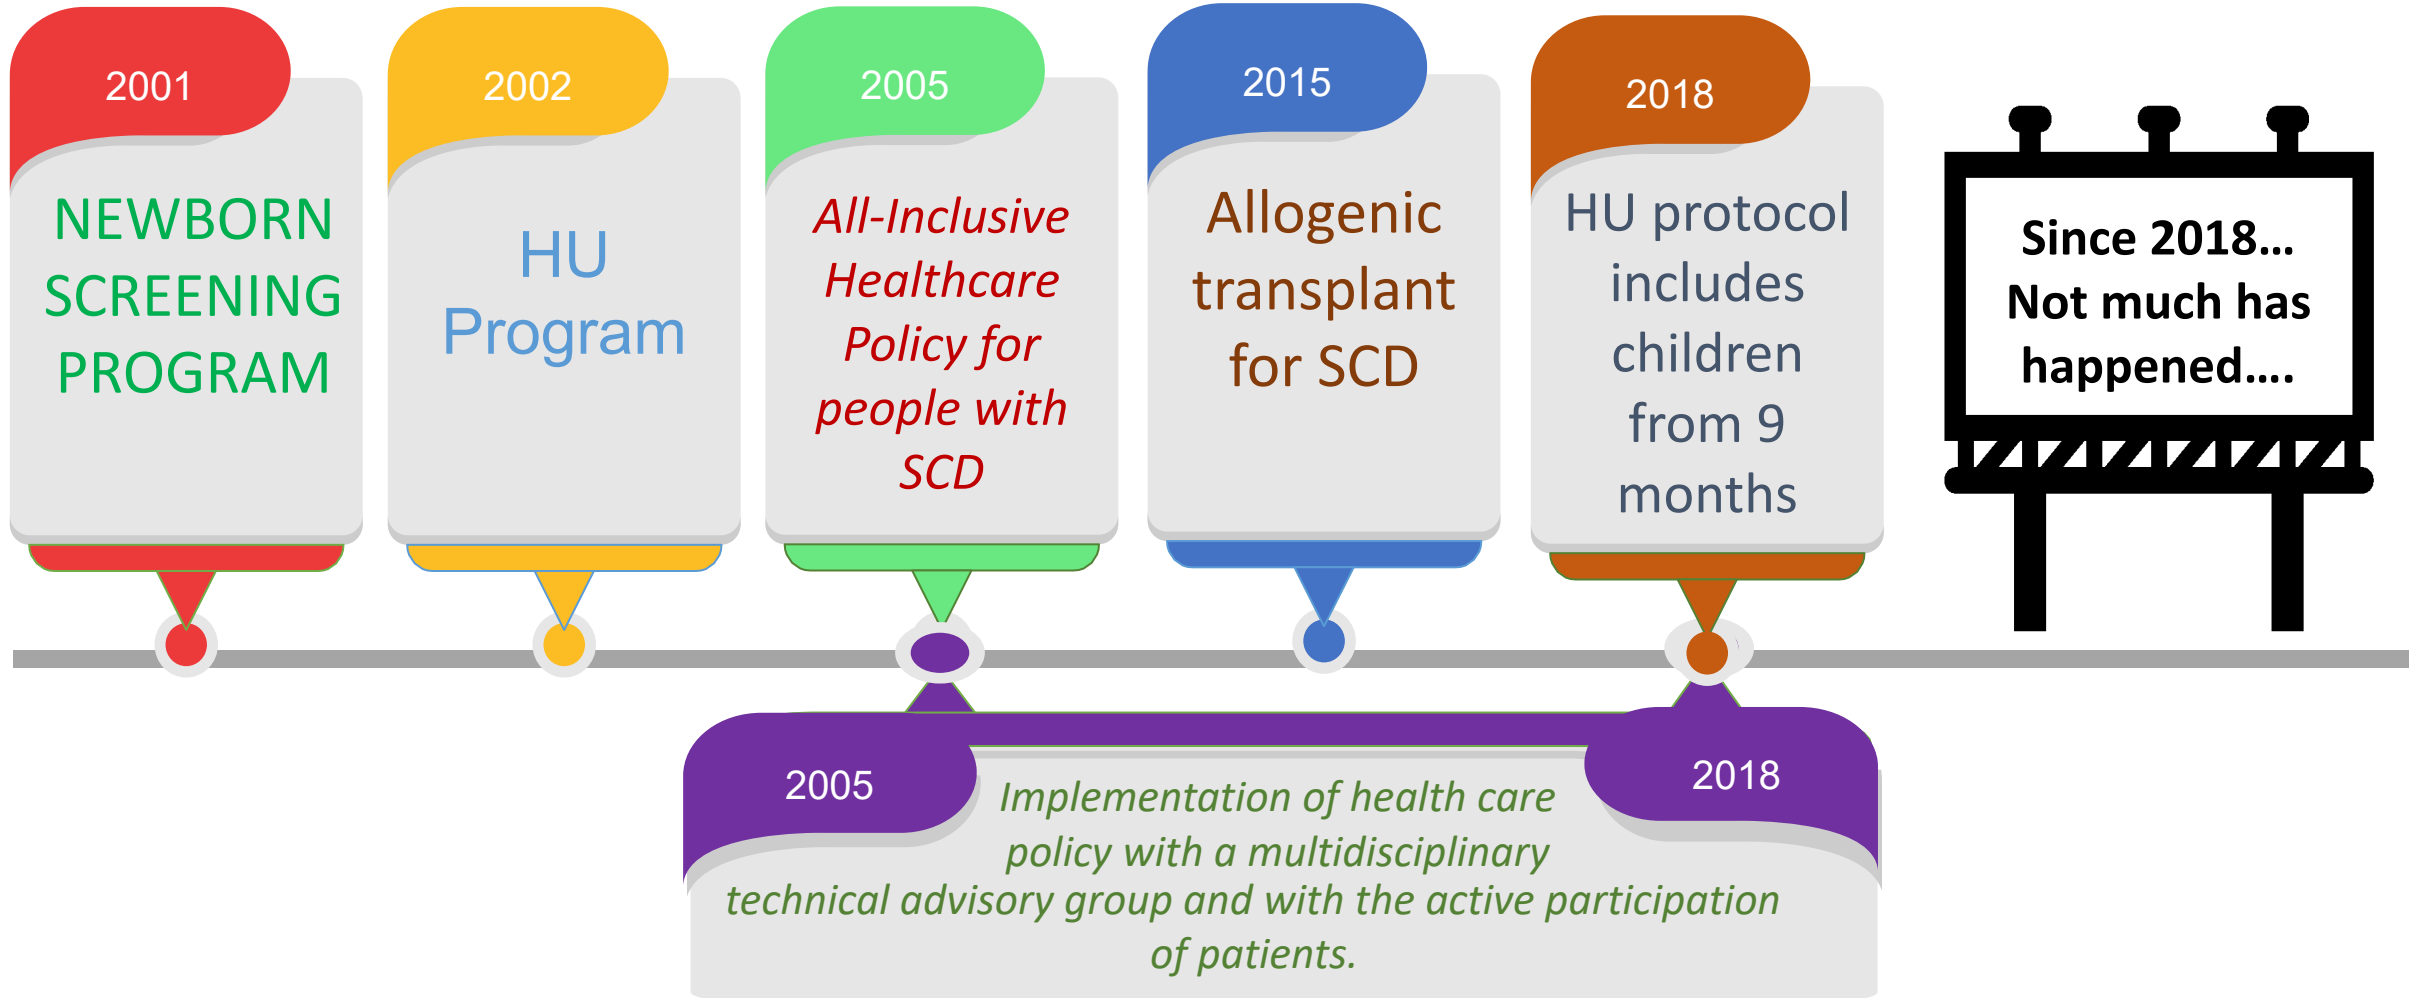 2001
NEWBORN
SCREENING
PROGRAM
2002
HU
Program
2005
All-Inclusive
Healthcare
Policy for
people with
SCD
2015
Allogenic
transplant
for SCD
2018
HU protocol
includes
children
from 9
months
Since 2018...
Not much has
happened....
2005
2018
Implementation of health care
policy with a multidisciplinary
technical advisory group and with the active participation
of patients.